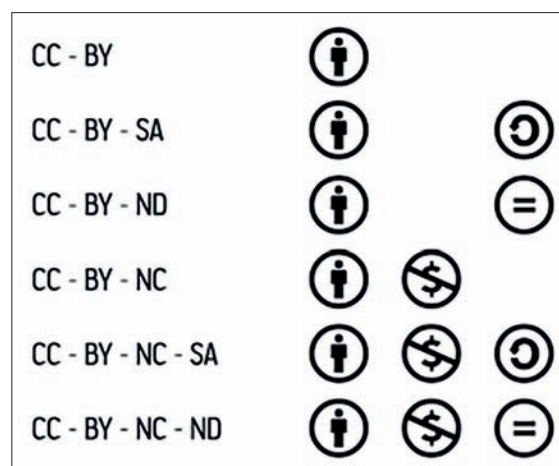 CC - BY
CC - BY - SA
CC - BY - ND
CC - BY - NC
CC - BY - NC - SA
CC - BY - NC - ND